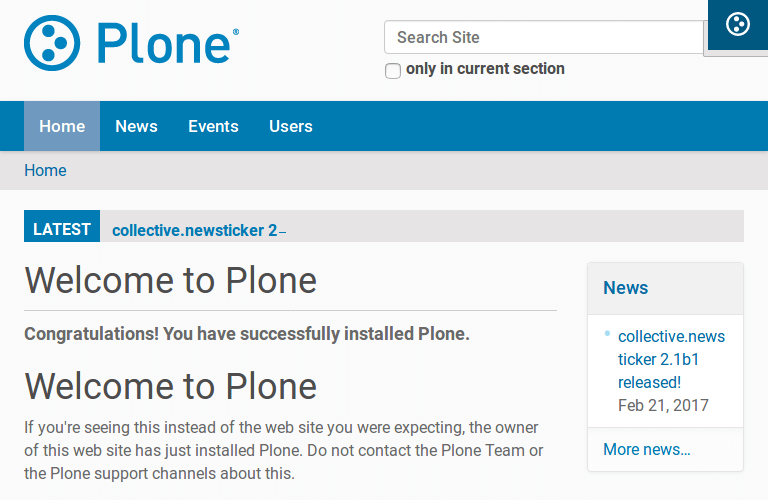 Plone®
Search Site
only in current section
Home News Events Users
Home
LATEST collective.newsticker 2–
Welcome to Plone
Congratulations! You have successfully installed Plone.
Welcome to Plone
If you're seeing this instead of the web site you were expecting, the owner
of this web site has just installed Plone. Do not contact the Plone Team or
the Plone support channels about this.
News
collective.news
ticker 2.1b1
released!
Feb 21, 2017
More news…